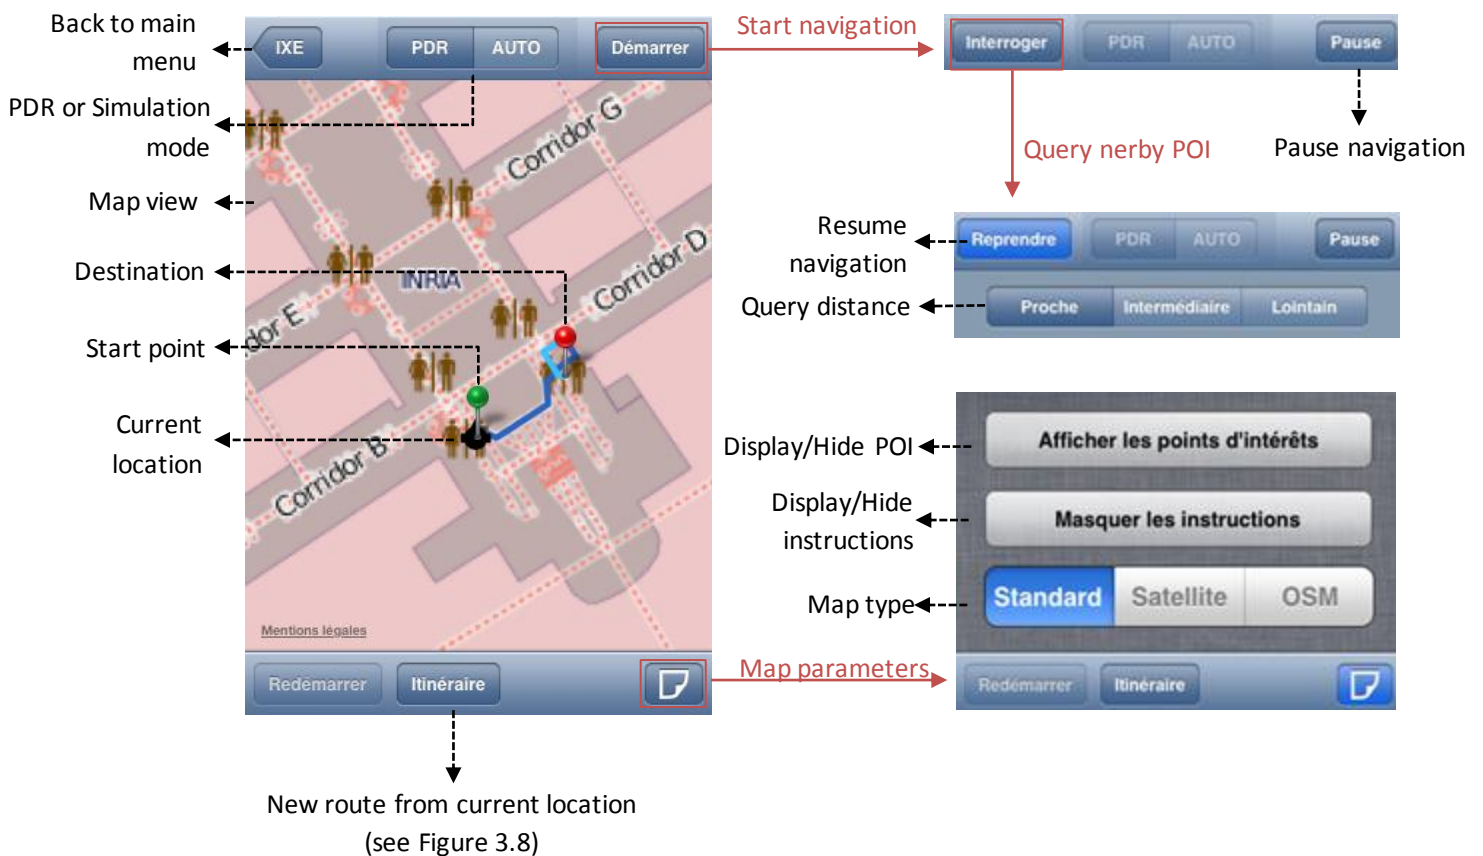 Back to main
menu
IXE
PDR
AUTO
Démarrer
Start navigation
Interroger
PDR
AUTO
Pause
PDR or Simulation
mode
Corridor G
Query nerby POI
Pause navigation
Map view
Resume
navigation
Reprendre
PDR
AUTO
Pause
Corridor D
Destination
INRIA
Query distance
Proche
Intermédiaire
Lointain
dor E
Start point
Current
location
Corridor B
Display/Hide POI
Afficher les points d'intérêts
Display/Hide
instructions
Masquer les instructions
Map type
Standard
Satellite
OSM
Mentions légales
Redémarrer
Itinéraire
Map parameters
Redémarrer
Itinéraire
New route from current location
(see Figure 3.8)